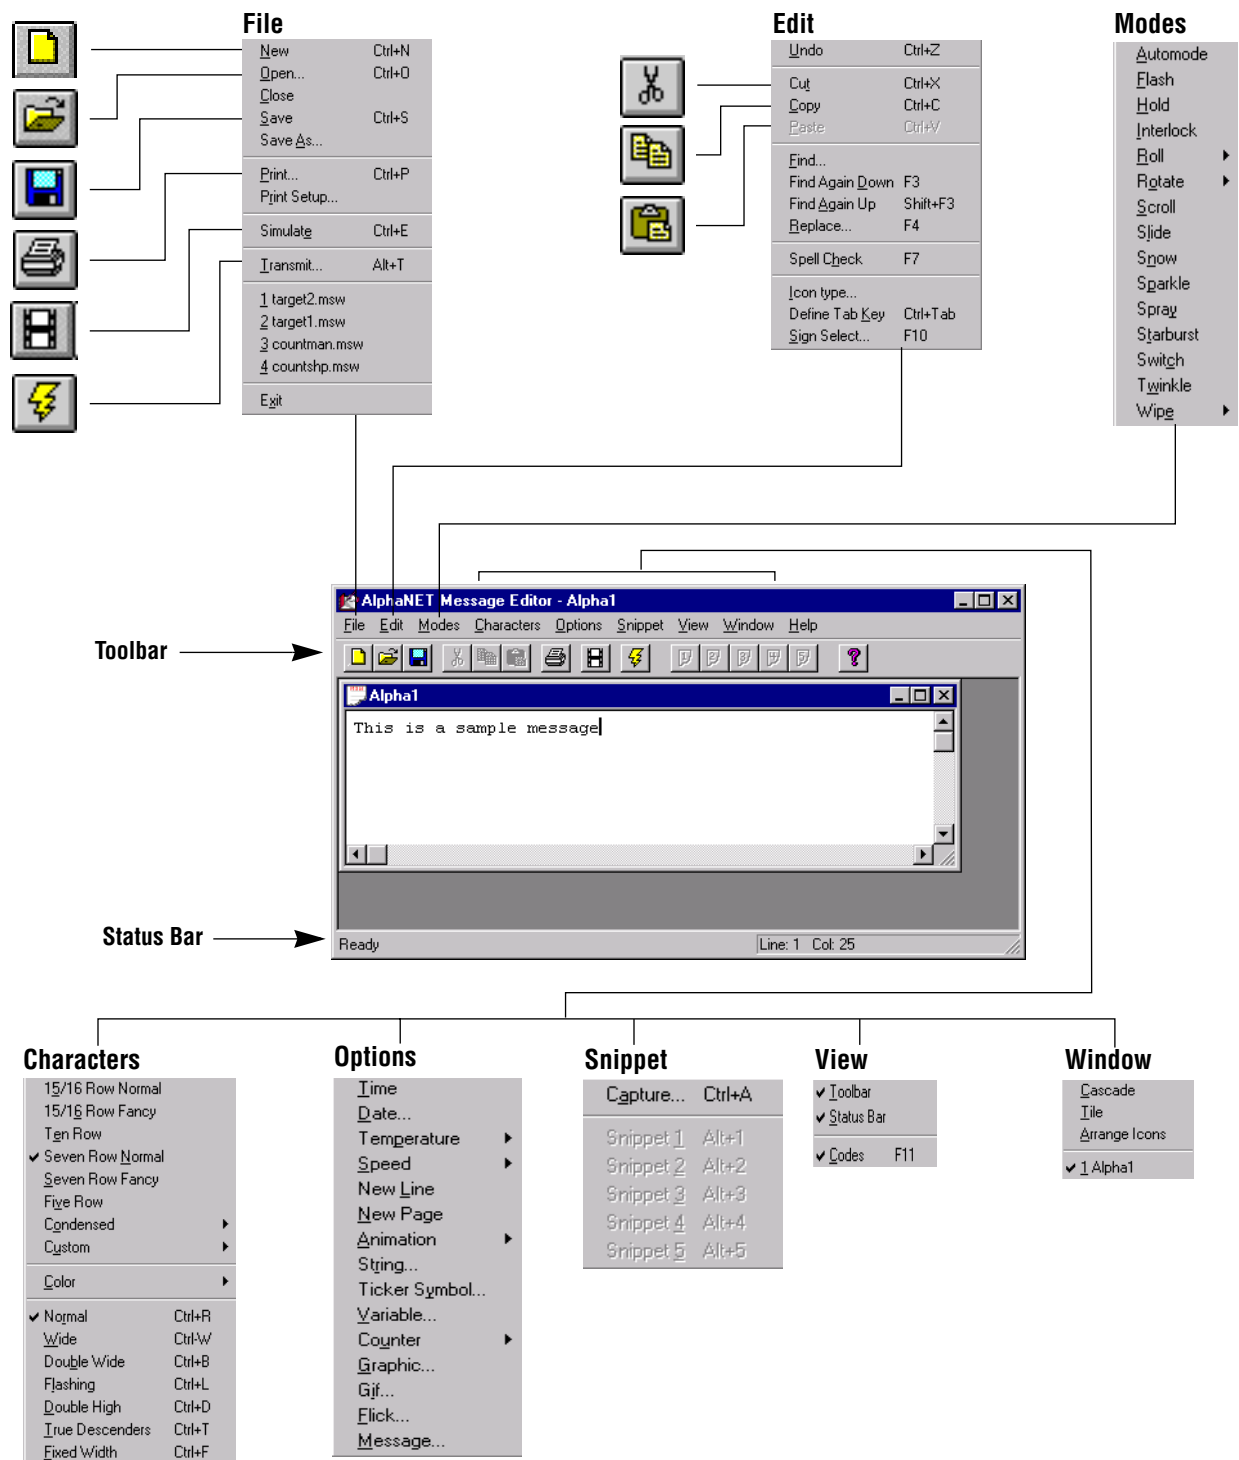 File
New Ctrl+N
Open... Ctrl+O
Close
Save Ctrl+S
Save As...
Print... Ctrl+P
Print Setup...
Simulate Ctrl+E
Transmit... Alt+T
1 target2.msw
2 target1.msw
3 countman.msw
4 countshp.msw
Exit
Edit
Undo Ctrl+Z
Cut Ctrl+X
Copy Ctrl+C
Paste Ctrl+V
Find...
Find Again Down F3
Find Again Up Shift+F3
Replace... F4
Spell Check F7
Icon type...
Define Tab Key Ctrl+Tab
Sign Select... F10
Modes
Automode
Flash
Hold
Interlock
Roll
Rotate
Scroll
Slide
Snow
Sparkle
Spray
Starburst
Switch
Twinkle
Wipe
AlphaNET Message Editor - Alpha1
File Edit Modes Characters Options Snippet View Window Help
Toolbar
1 2 3 4 5 ?
Alpha1
This is a sample message
Status Bar
Ready Line: 1 Col: 25
Characters
15/16 Row Normal
15/16 Row Fancy
Ten Row
Seven Row Normal
Seven Row Fancy
Five Row
Condensed
Custom
Color
Normal Ctrl+R
Wide Ctrl-W
Double Wide Ctrl+B
Flashing Ctrl+L
Double High Ctrl+D
True Descenders Ctrl+T
Fixed Width Ctrl+F
Options
Time
Date...
Temperature
Speed
New Line
New Page
Animation
String...
Ticker Symbol...
Variable...
Counter
Graphic...
Gif...
Flick...
Message...
Snippet
Capture... Ctrl+A
Snippet 1 Alt+1
Snippet 2 Alt+2
Snippet 3 Alt+3
Snippet 4 Alt+4
Snippet 5 Alt+5
View
Toolbar
Status Bar
Codes F11
Window
Cascade
Tile
Arrange Icons
1 Alpha1